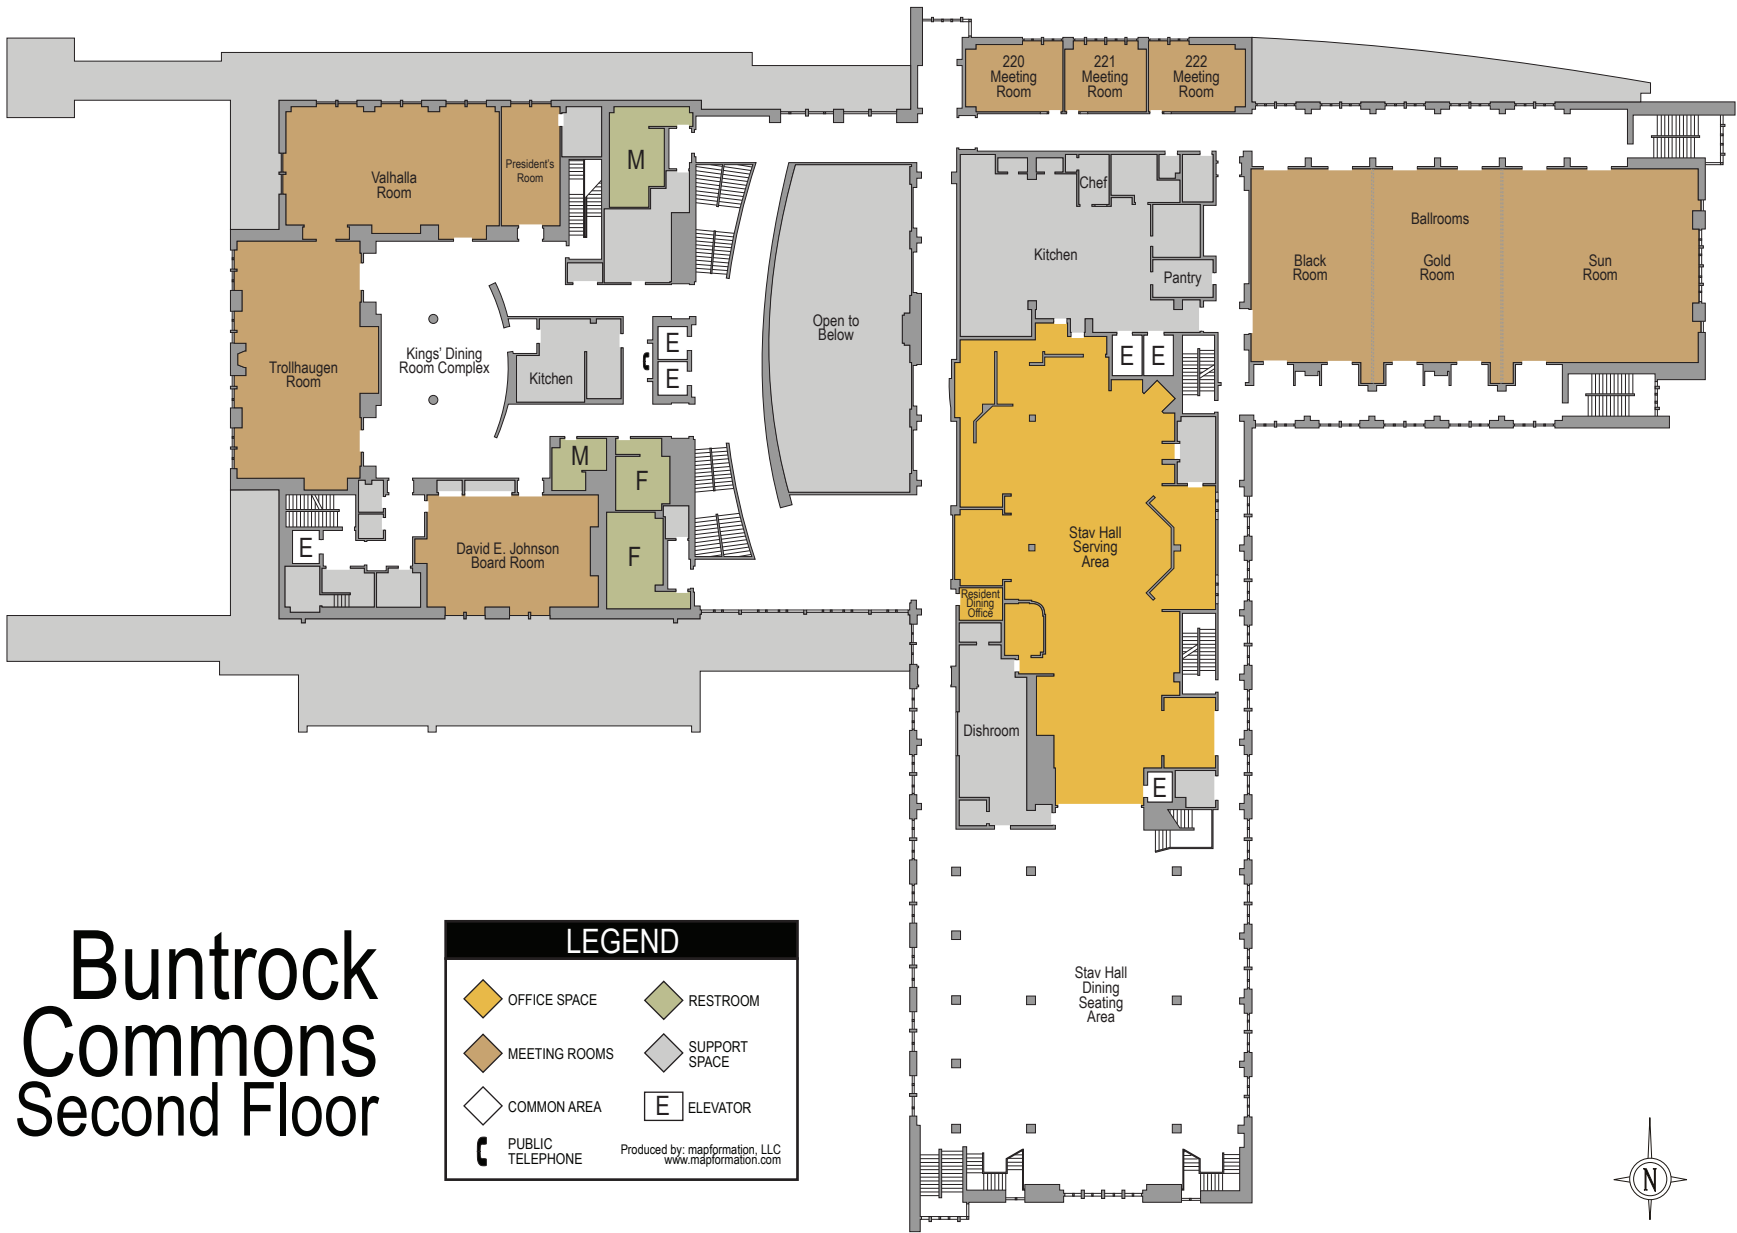 220
Meeting
Room
221
Meeting
Room
222
Meeting
Room
Valhalla
Room
President's
Room
M
Chef
Kitchen
Pantry
Ballrooms
Black
Room
Gold
Room
Sun
Room
Trollhaugen
Room
Kings' Dining
Room Complex
Kitchen
E
E
Open to
Below
E
E
M
F
F
E
David E. Johnson
Board Room
Stav Hall
Serving
Area
Resident
Dining
Office
Dishroom
E
Stav Hall
Dining
Seating
Area
Buntrock
Commons
Second Floor
LEGEND
OFFICE SPACE
RESTROOM
MEETING ROOMS
SUPPORT
SPACE
COMMON AREA
E ELEVATOR
PUBLIC
TELEPHONE
Produced by: mapformation, LLC
www.mapformation.com
N